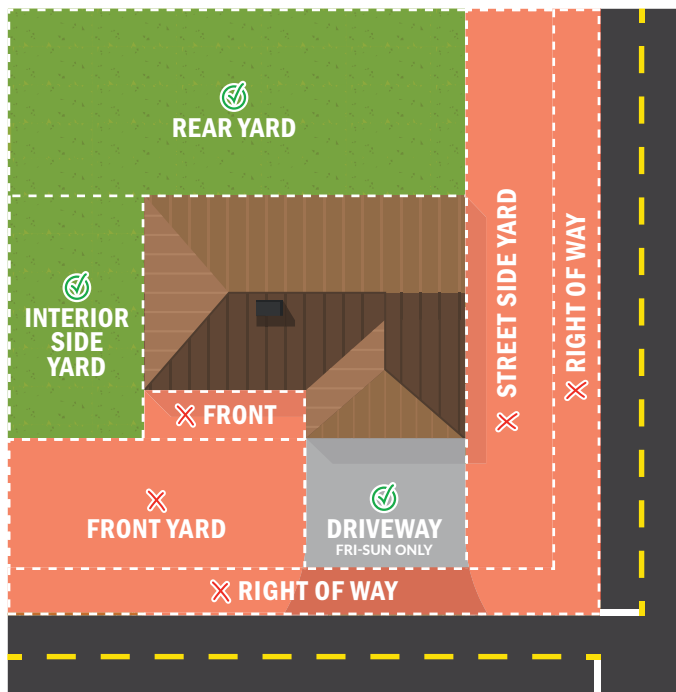 REAR YARD
INTERIOR
SIDE
YARD
STREET SIDE YARD
RIGHT OF WAY
FRONT
FRONT YARD
DRIVEWAY
FRI-SUN ONLY
RIGHT OF WAY